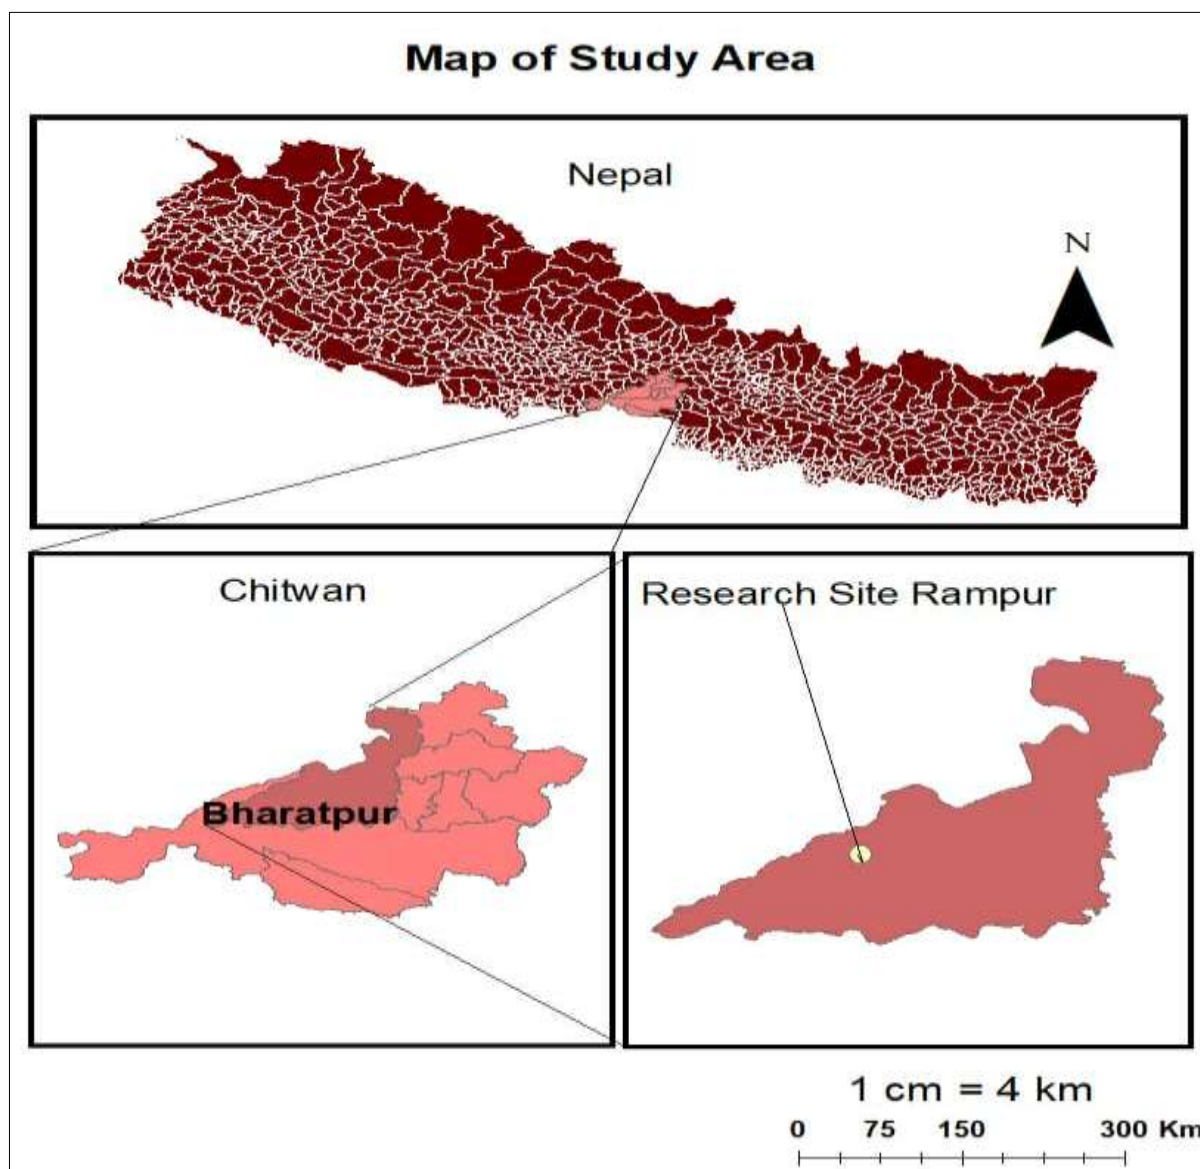 Map of Study Area
Nepal
N
Chitwan
Bharatpur
Research Site Rampur
1 cm = 4 km
0 75 150 300 Km